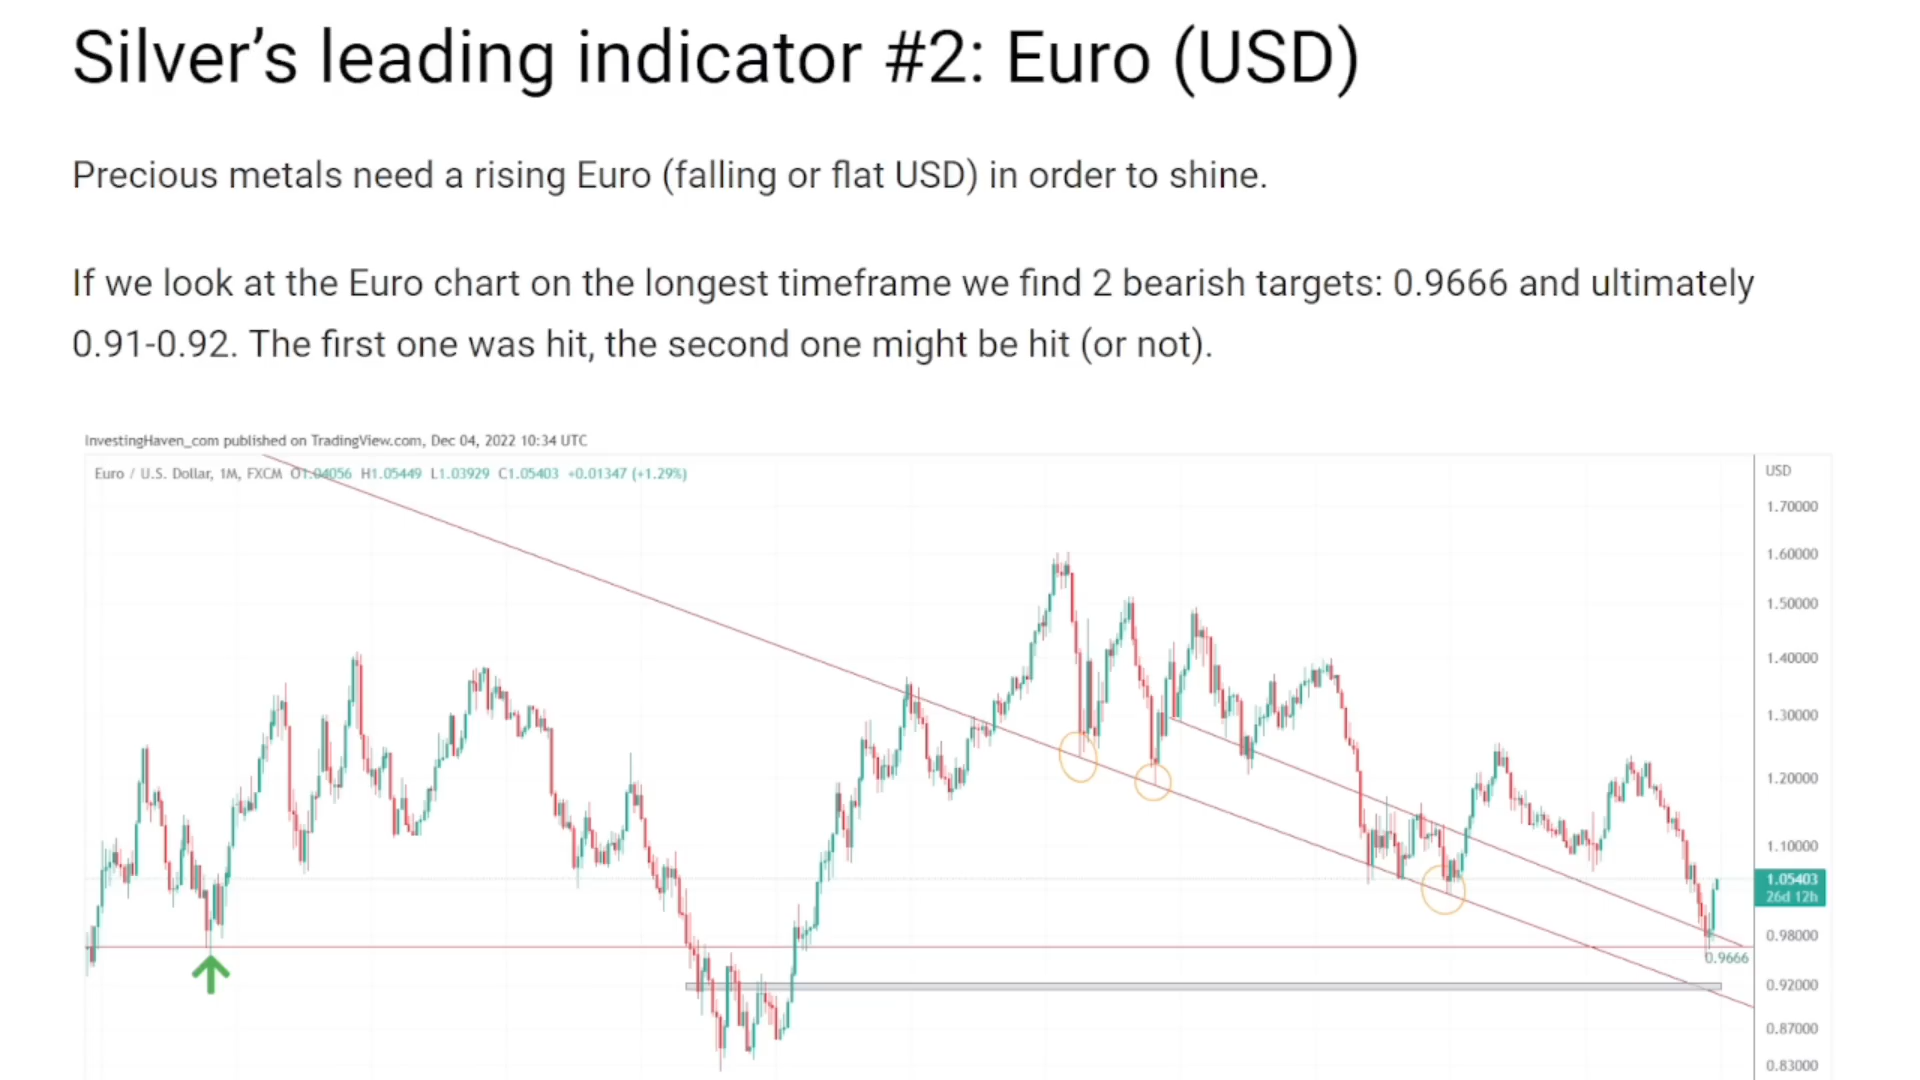 Silver’s leading indicator #2: Euro (USD)
Precious metals need a rising Euro (falling or flat USD) in order to shine.
If we look at the Euro chart on the longest timeframe we find 2 bearish targets: 0.9666 and ultimately
0.91-0.92. The first one was hit, the second one might be hit (or not).
InvestingHaven_com published on TradingView.com, Dec 04, 2022 10:34 UTC
Euro / U.S. Dollar, 1M, FXCM O1.04056 H1.05449 L1.03929 C1.05403 +0.01347 (+1.29%)
USD
1.70000
1.60000
1.50000
1.40000
1.30000
1.20000
1.10000
1.05403
26d 12h
0.98000
0.9666
0.92000
0.87000
0.83000